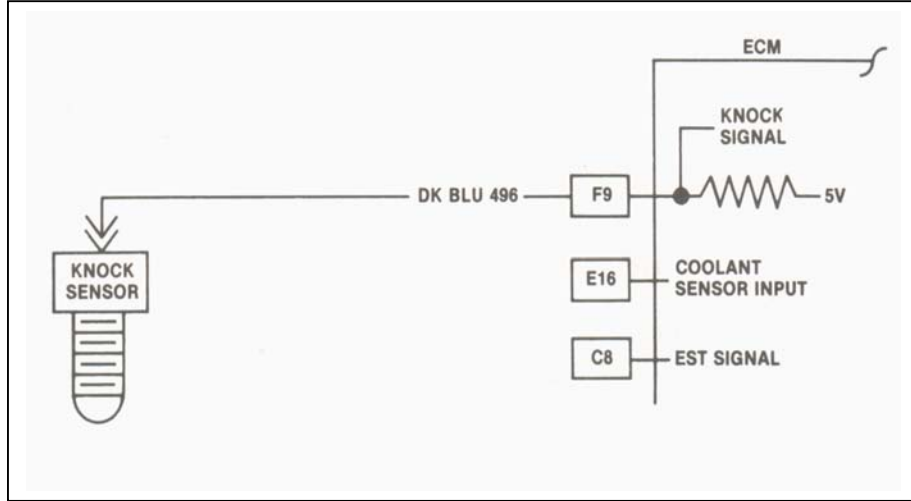 ECM
KNOCK
SIGNAL
DK BLU 496
F9
5V
KNOCK
SENSOR
E16
COOLANT
SENSOR INPUT
C8
EST SIGNAL